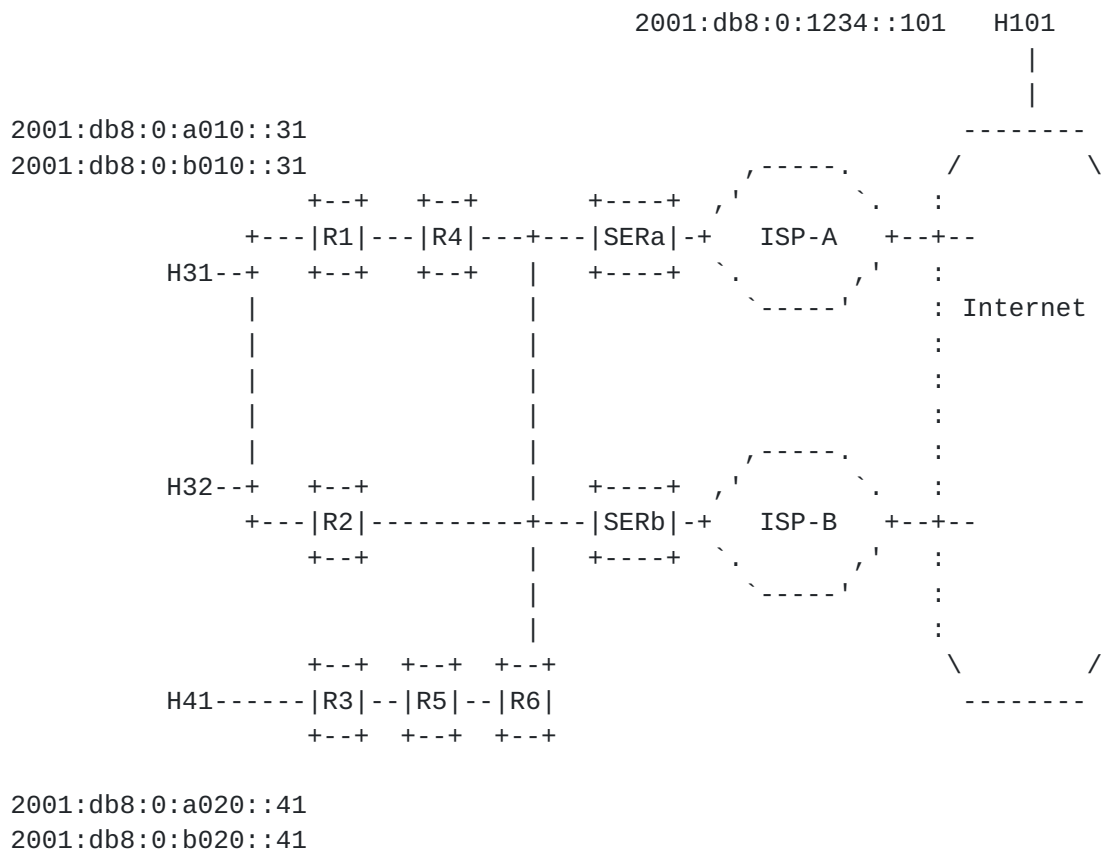 2001:db8:0:1234::101 H101
2001:db8:0:a010::31
2001:db8:0:b010::31
R1 R4 SERa ISP-A
H31
Internet
H32
R2 SERb ISP-B
H41 R3 R5 R6
2001:db8:0:a020::41
2001:db8:0:b020::41